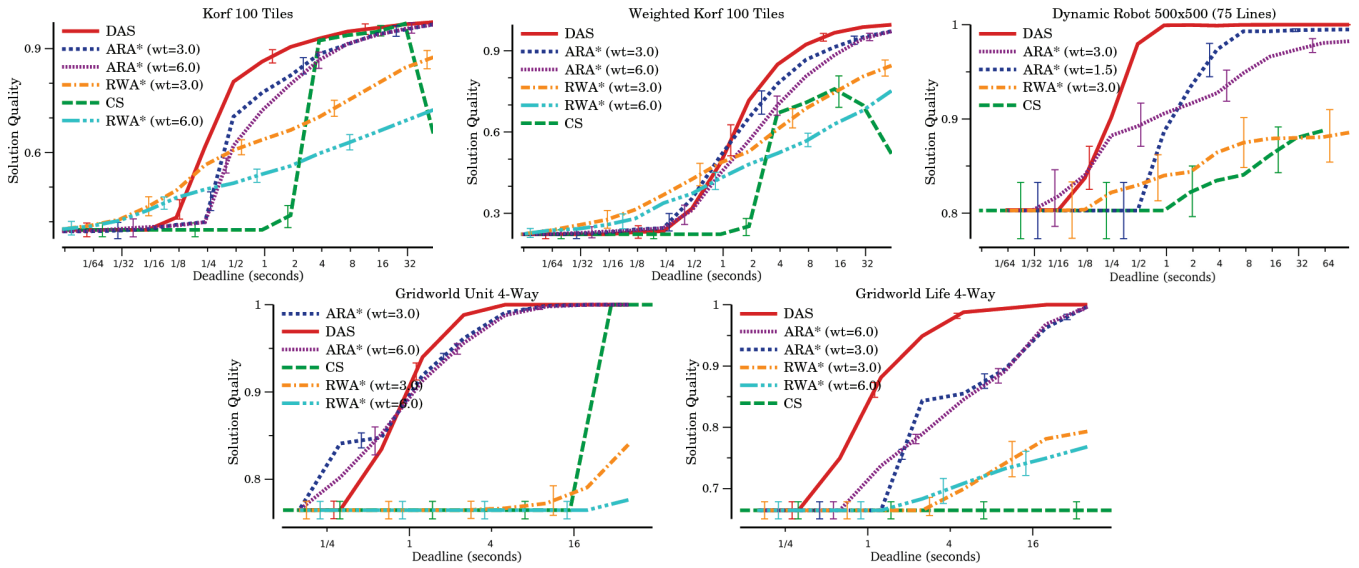 Korf 100 Tiles
Solution Quality
0.9
0.6
DAS
ARA* (wt=3.0)
ARA* (wt=6.0)
RWA* (wt=3.0)
CS
RWA* (wt=6.0)
1/64 1/32 1/16 1/8 1/4 1/2 1 2 4 8 16 32
Deadline (seconds)
Weighted Korf 100 Tiles
Solution Quality
0.9
0.6
0.3
DAS
ARA* (wt=3.0)
ARA* (wt=6.0)
RWA* (wt=3.0)
RWA* (wt=6.0)
CS
1/64 1/32 1/16 1/8 1/4 1/2 1 2 4 8 16 32
Deadline (seconds)
Dynamic Robot 500x500 (75 Lines)
Solution Quality
1
0.9
0.8
DAS
ARA* (wt=3.0)
ARA* (wt=1.5)
RWA* (wt=3.0)
CS
1/64 1/32 1/16 1/8 1/4 1/2 1 2 4 8 16 32 64
Deadline (seconds)
Gridworld Unit 4-Way
Solution Quality
1
0.9
0.8
ARA* (wt=3.0)
DAS
ARA* (wt=6.0)
CS
RWA* (wt=3.0)
RWA* (wt=6.0)
1/4 1 4 16
Deadline (seconds)
Gridworld Life 4-Way
Solution Quality
1
0.9
0.8
0.7
DAS
ARA* (wt=6.0)
ARA* (wt=3.0)
RWA* (wt=3.0)
RWA* (wt=6.0)
CS
1/4 1 4 16
Deadline (seconds)